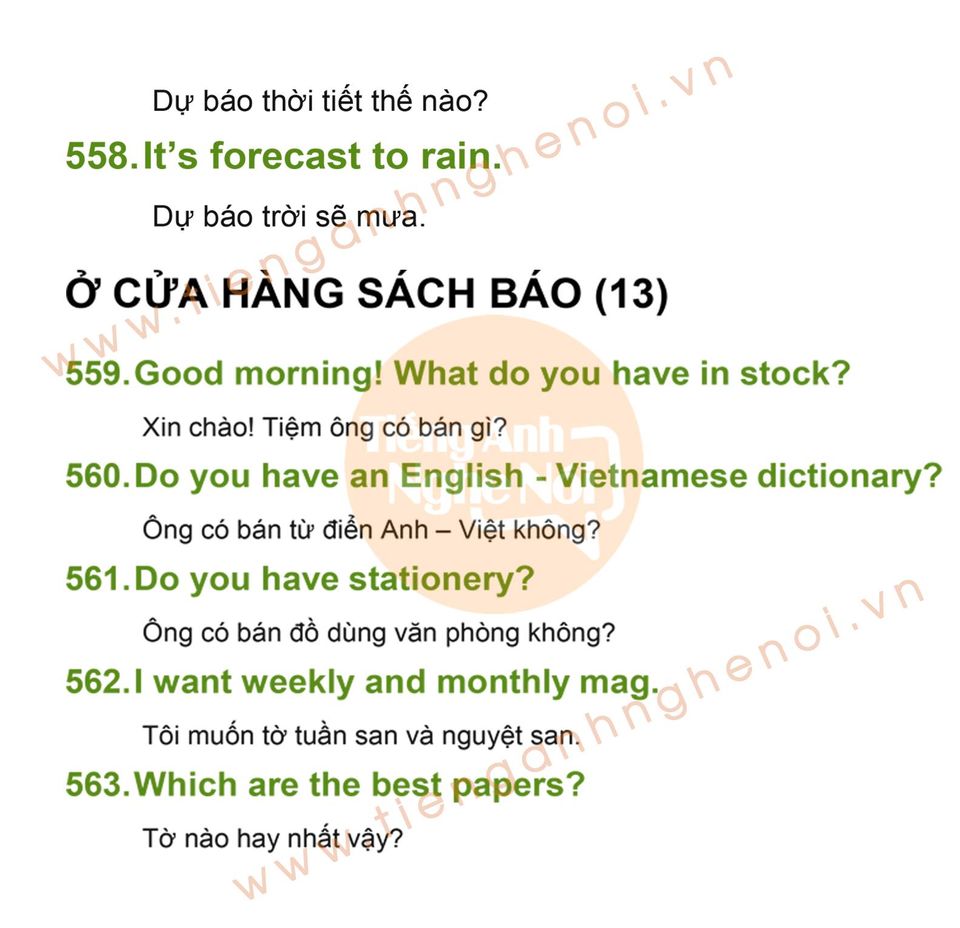 Dự báo thời tiết thế nào?
558.It’s forecast to rain.
Dự báo trời sẽ mưa.
Ở CỬA HÀNG SÁCH BÁO (13)
559.Good morning! What do you have in stock?
Xin chào! Tiệm ông có bán gì?
560.Do you have an English - Vietnamese dictionary?
Ông có bán từ điển Anh – Việt không?
561.Do you have stationery?
Ông có bán đồ dùng văn phòng không?
562.I want weekly and monthly mag.
Tôi muốn tờ tuần san và nguyệt san.
563.Which are the best papers?
Tờ nào hay nhất vậy?
www.tienganhnghenoi.vn
Tiếng Anh
Nghe Nói
www.tienganhnghenoi.vn